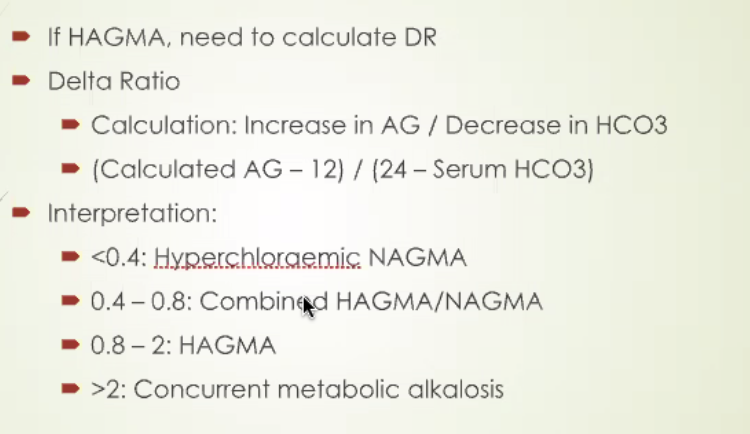 If HAGMA, need to calculate DR
Delta Ratio
Calculation: Increase in AG / Decrease in HCO3
(Calculated AG – 12) / (24 – Serum HCO3)
Interpretation:
<0.4: Hyperchloraemic NAGMA
0.4 – 0.8: Combined HAGMA/NAGMA
0.8 – 2: HAGMA
>2: Concurrent metabolic alkalosis